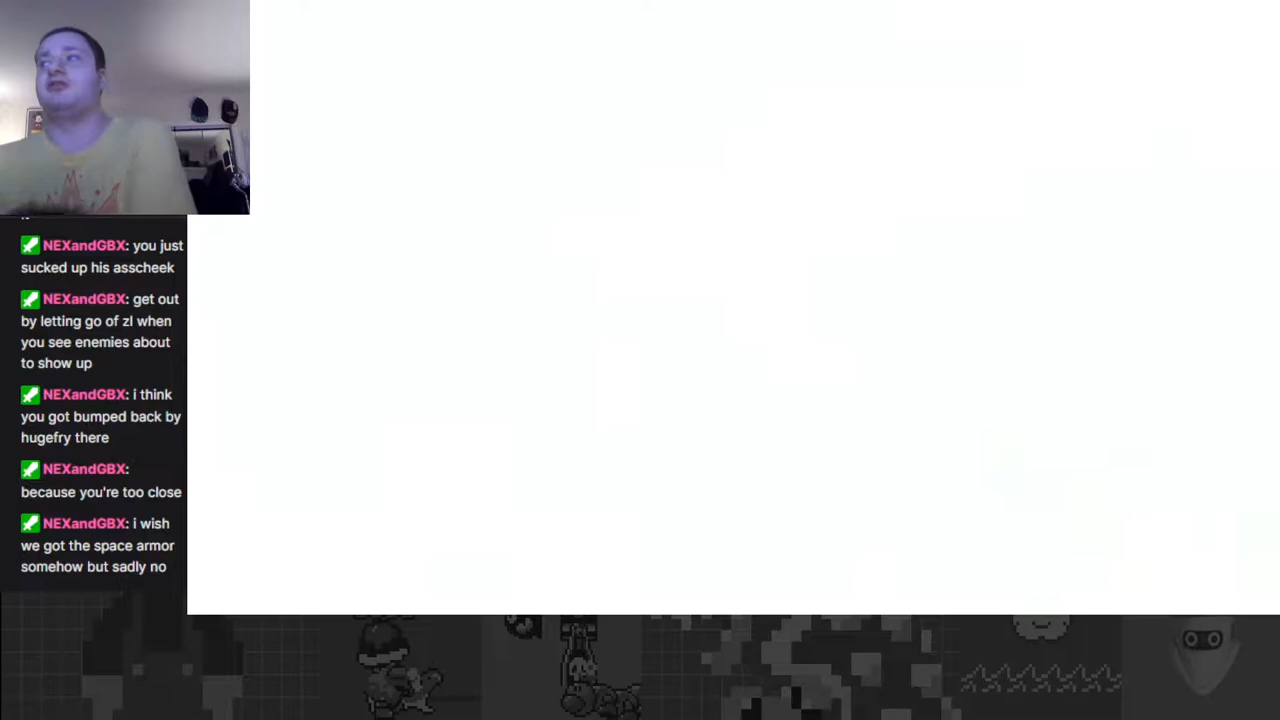 NEXandGBX: you just
sucked up his asscheek
NEXandGBX: get out
by letting go of zl when
you see enemies about
to show up
NEXandGBX: i think
you got bumped back by
hugefry there
NEXandGBX:
because you're too close
NEXandGBX: i wish
we got the space armor
somehow but sadly no